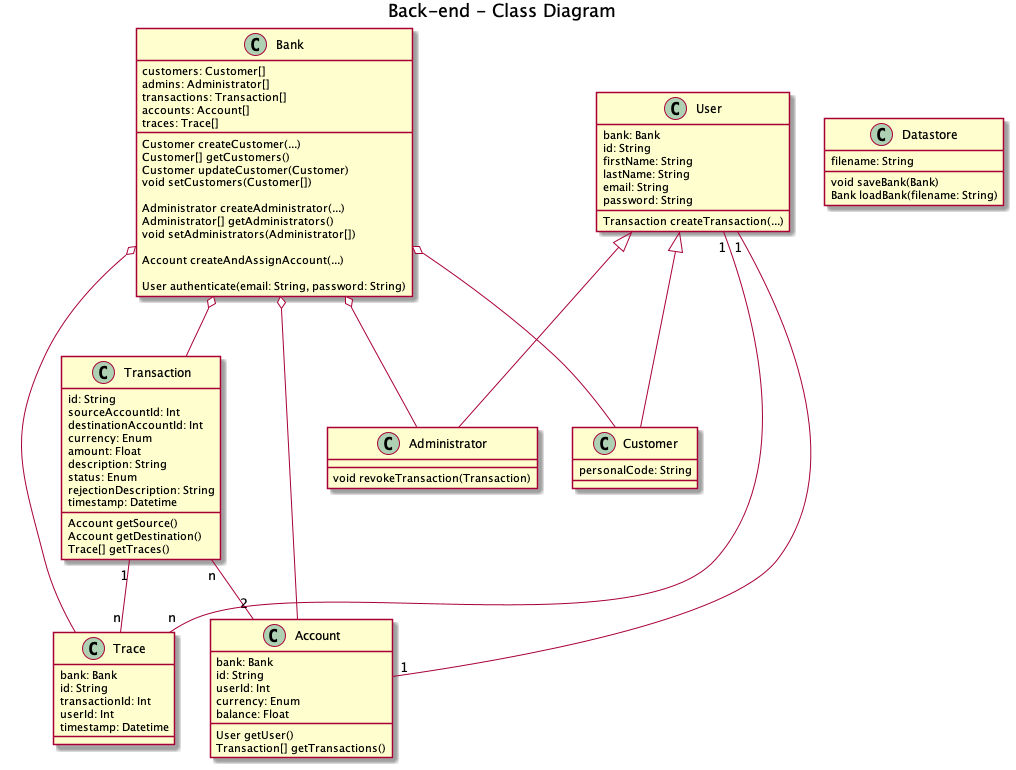 Back-end - Class Diagram
C Bank
customers: Customer[]
admins: Administrator[]
transactions: Transaction[]
accounts: Account[]
traces: Trace[]
Customer createCustomer(...)
Customer[] getCustomers()
Customer updateCustomer(Customer)
void setCustomers(Customer[])
Administrator createAdministrator(...)
Administrator[] getAdministrators()
void setAdministrators(Administrator[])
Account createAndAssignAccount(...)
User authenticate(email: String, password: String)
C User
bank: Bank
id: String
firstName: String
lastName: String
email: String
password: String
Transaction createTransaction(...)
C Datastore
filename: String
void saveBank(Bank)
Bank loadBank(filename: String)
1 1
C Transaction
id: String
sourceAccountId: Int
destinationAccountId: Int
currency: Enum
amount: Float
description: String
status: Enum
rejectionDescription: String
timestamp: Datetime
Account getSource()
Account getDestination()
Trace[] getTraces()
C Administrator
void revokeTransaction(Transaction)
C Customer
personalCode: String
1 n
2
n n
1
C Trace
bank: Bank
id: String
transactionId: Int
userId: Int
timestamp: Datetime
C Account
bank: Bank
id: String
userId: Int
currency: Enum
balance: Float
User getUser()
Transaction[] getTransactions()